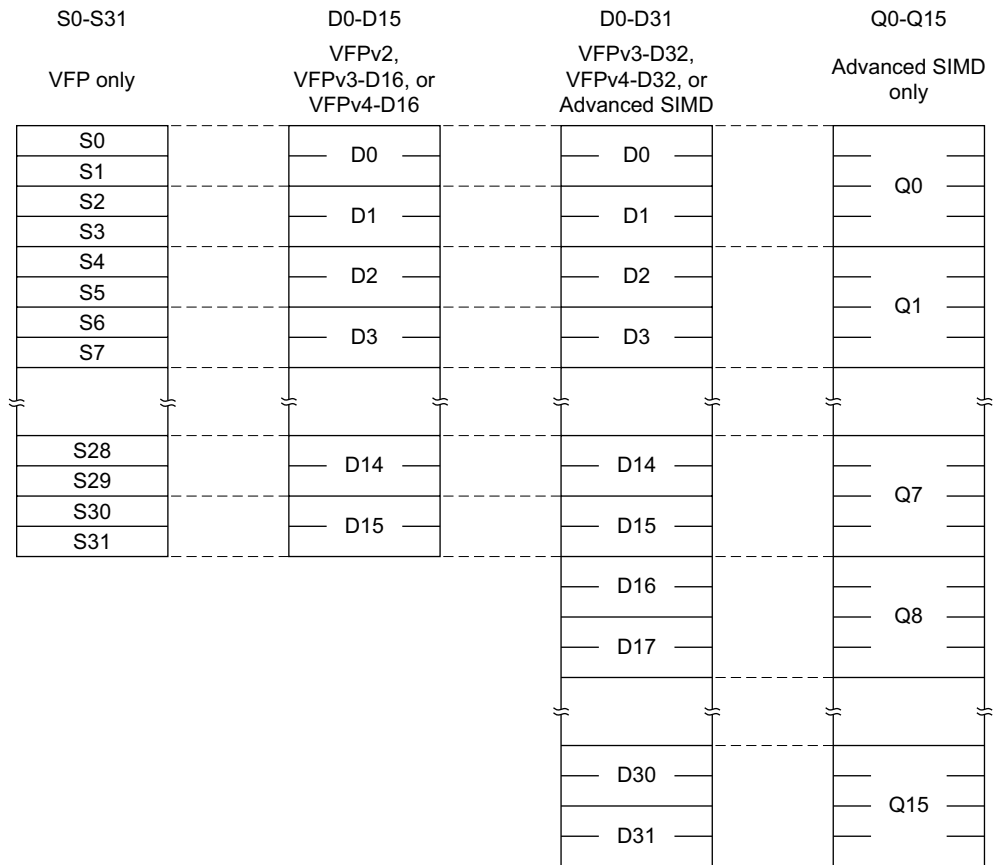 S0-S31
D0-D15
D0-D31
Q0-Q15
VFP only
VFPv2,
VFPv3-D16, or
VFPv4-D16
VFPv3-D32,
VFPv4-D32, or
Advanced SIMD
Advanced SIMD
only
S0
S1
S2
S3
S4
S5
S6
S7
S28
S29
S30
S31
D0
D1
D2
D3
D14
D15
D0
D1
D2
D3
D14
D15
D16
D17
D30
D31
Q0
Q1
Q7
Q8
Q15